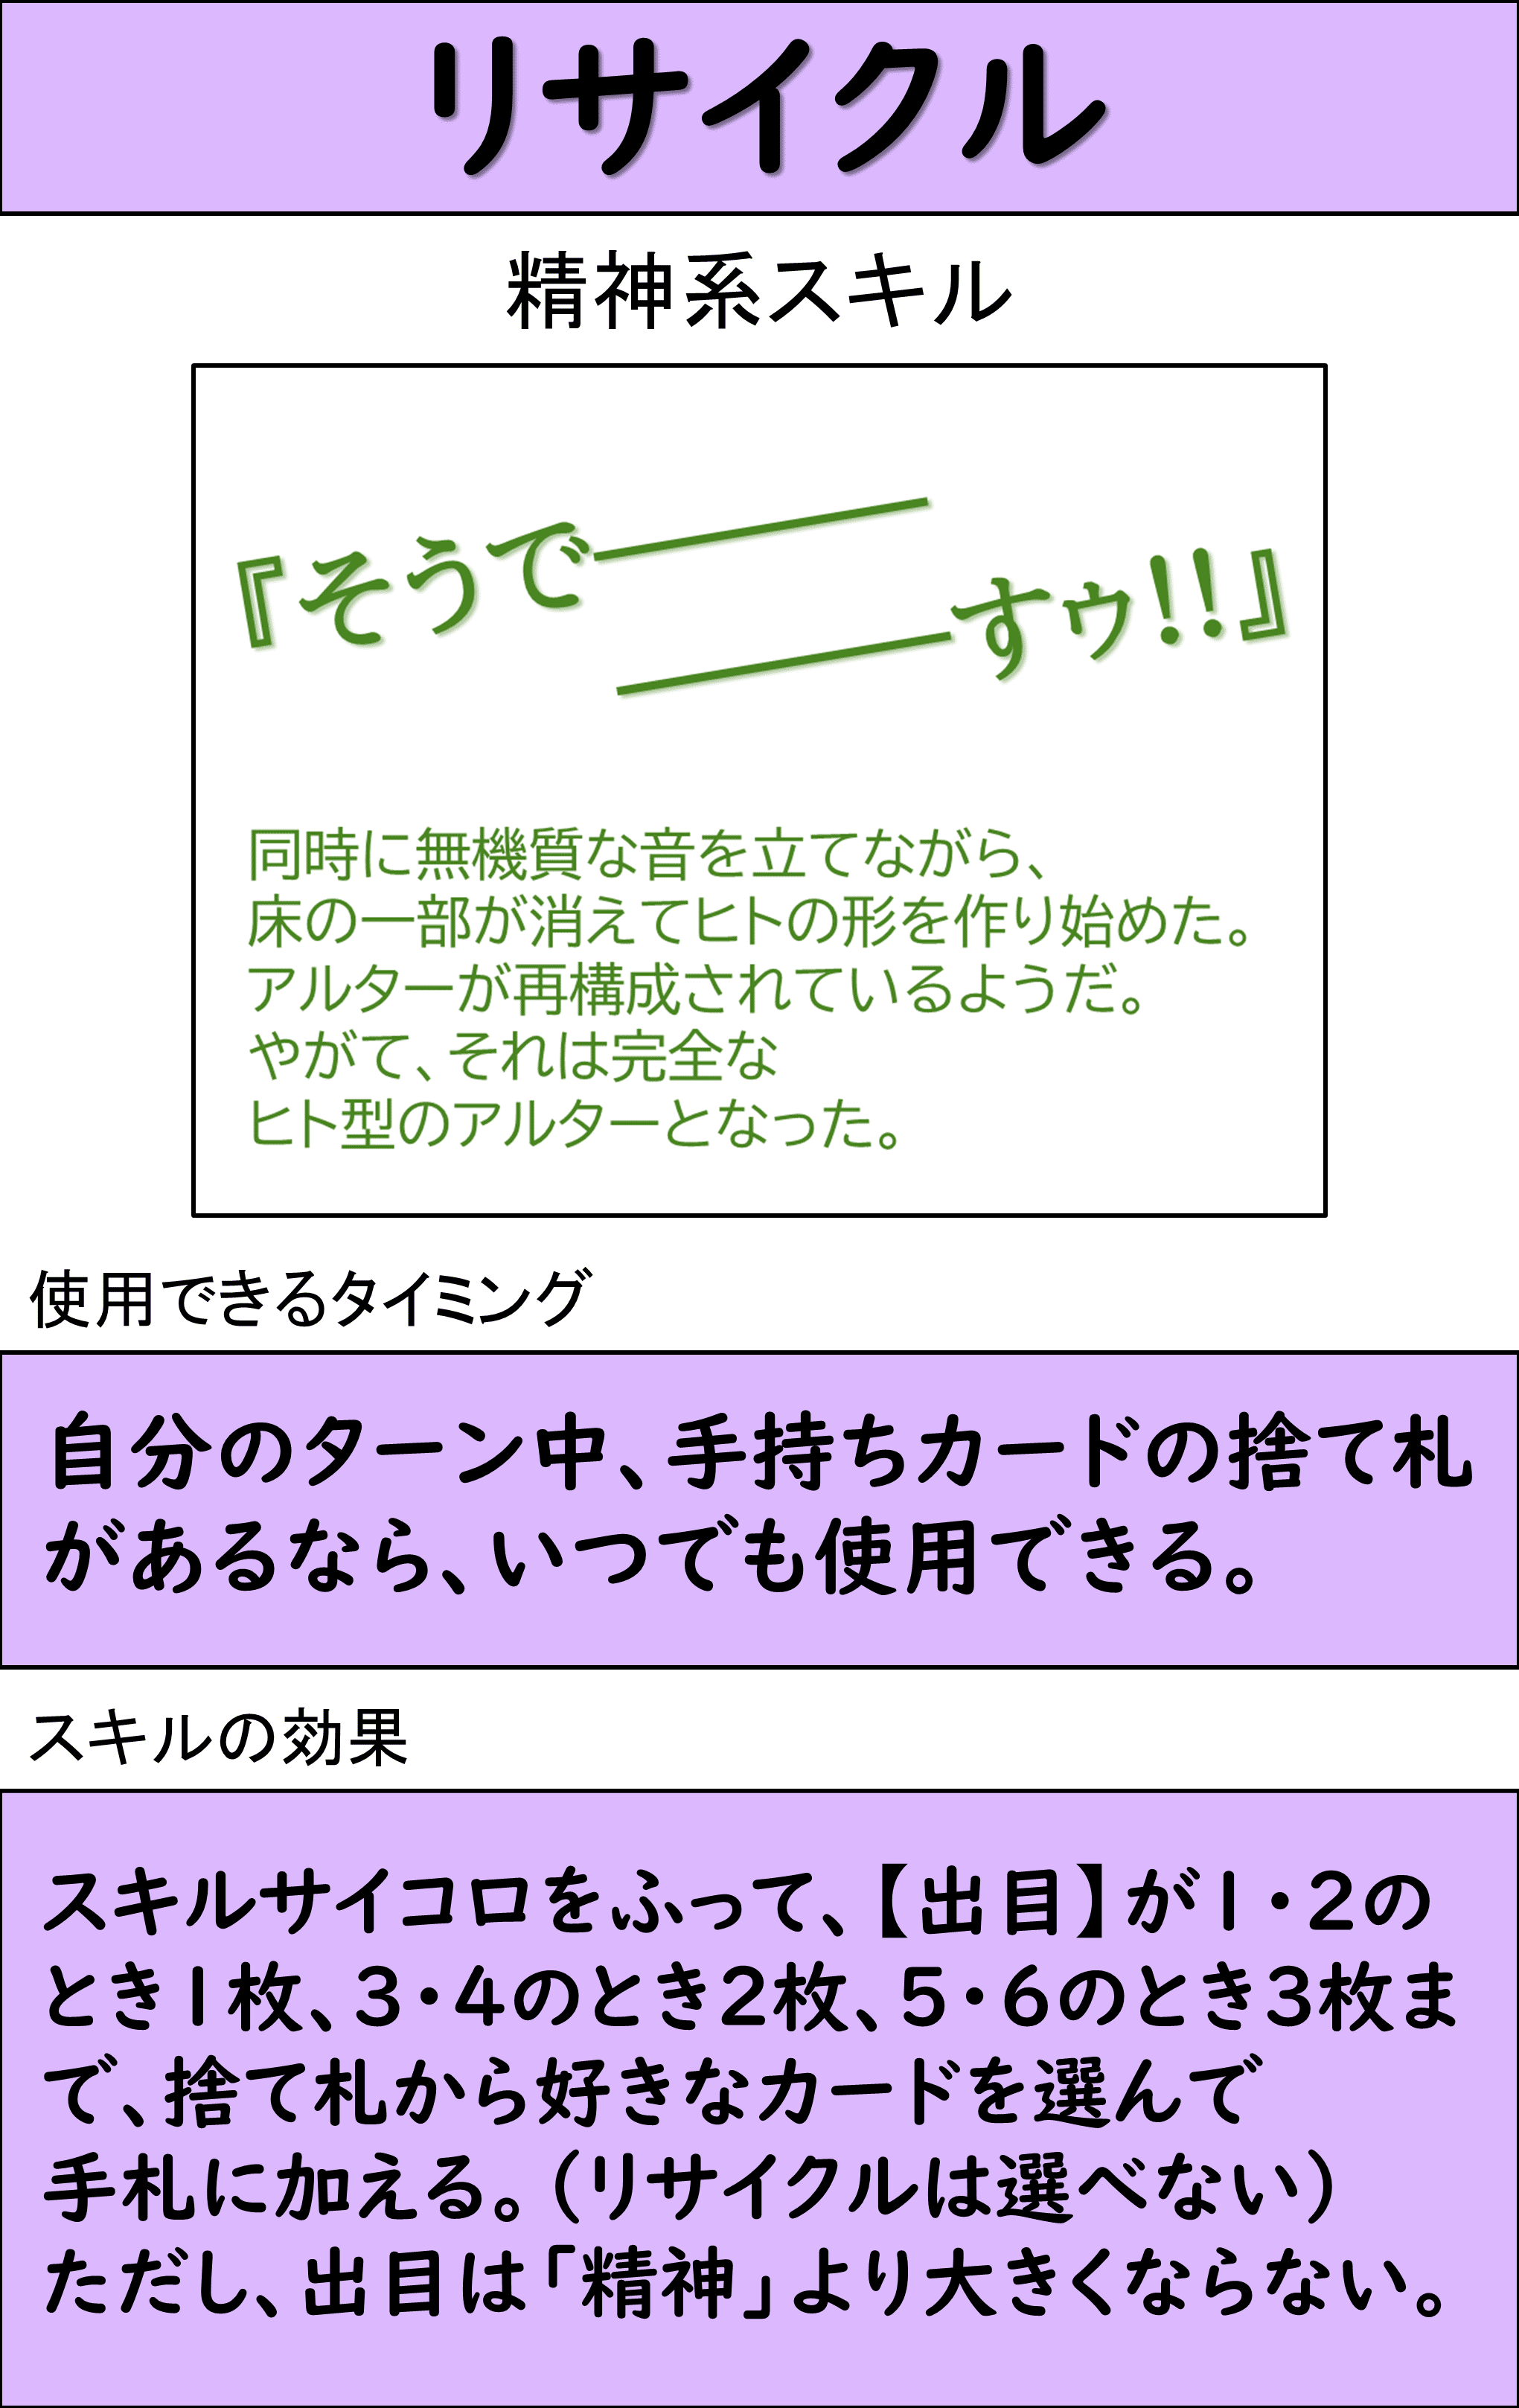 リサイクル
精神系スキル
『そうで――
――すゥ!!』
同時に無機質な音を立てながら、
床の一部が消えてヒトの形を作り始めた。
アルターが再構成されているようだ。
やがて、それは完全な
ヒト型のアルターとなった。
使用できるタイミング
自分のターン中、手持ちカードの捨て札
があるなら、いつでも使用できる。
スキルの効果
スキルサイコロをふって、【出目】が1・2の
とき1枚、3・4のとき2枚、5・6のとき3枚ま
で、捨て札から好きなカードを選んで
手札に加える。(リサイクルは選べない)
ただし、出目は「精神」より大きくならない。